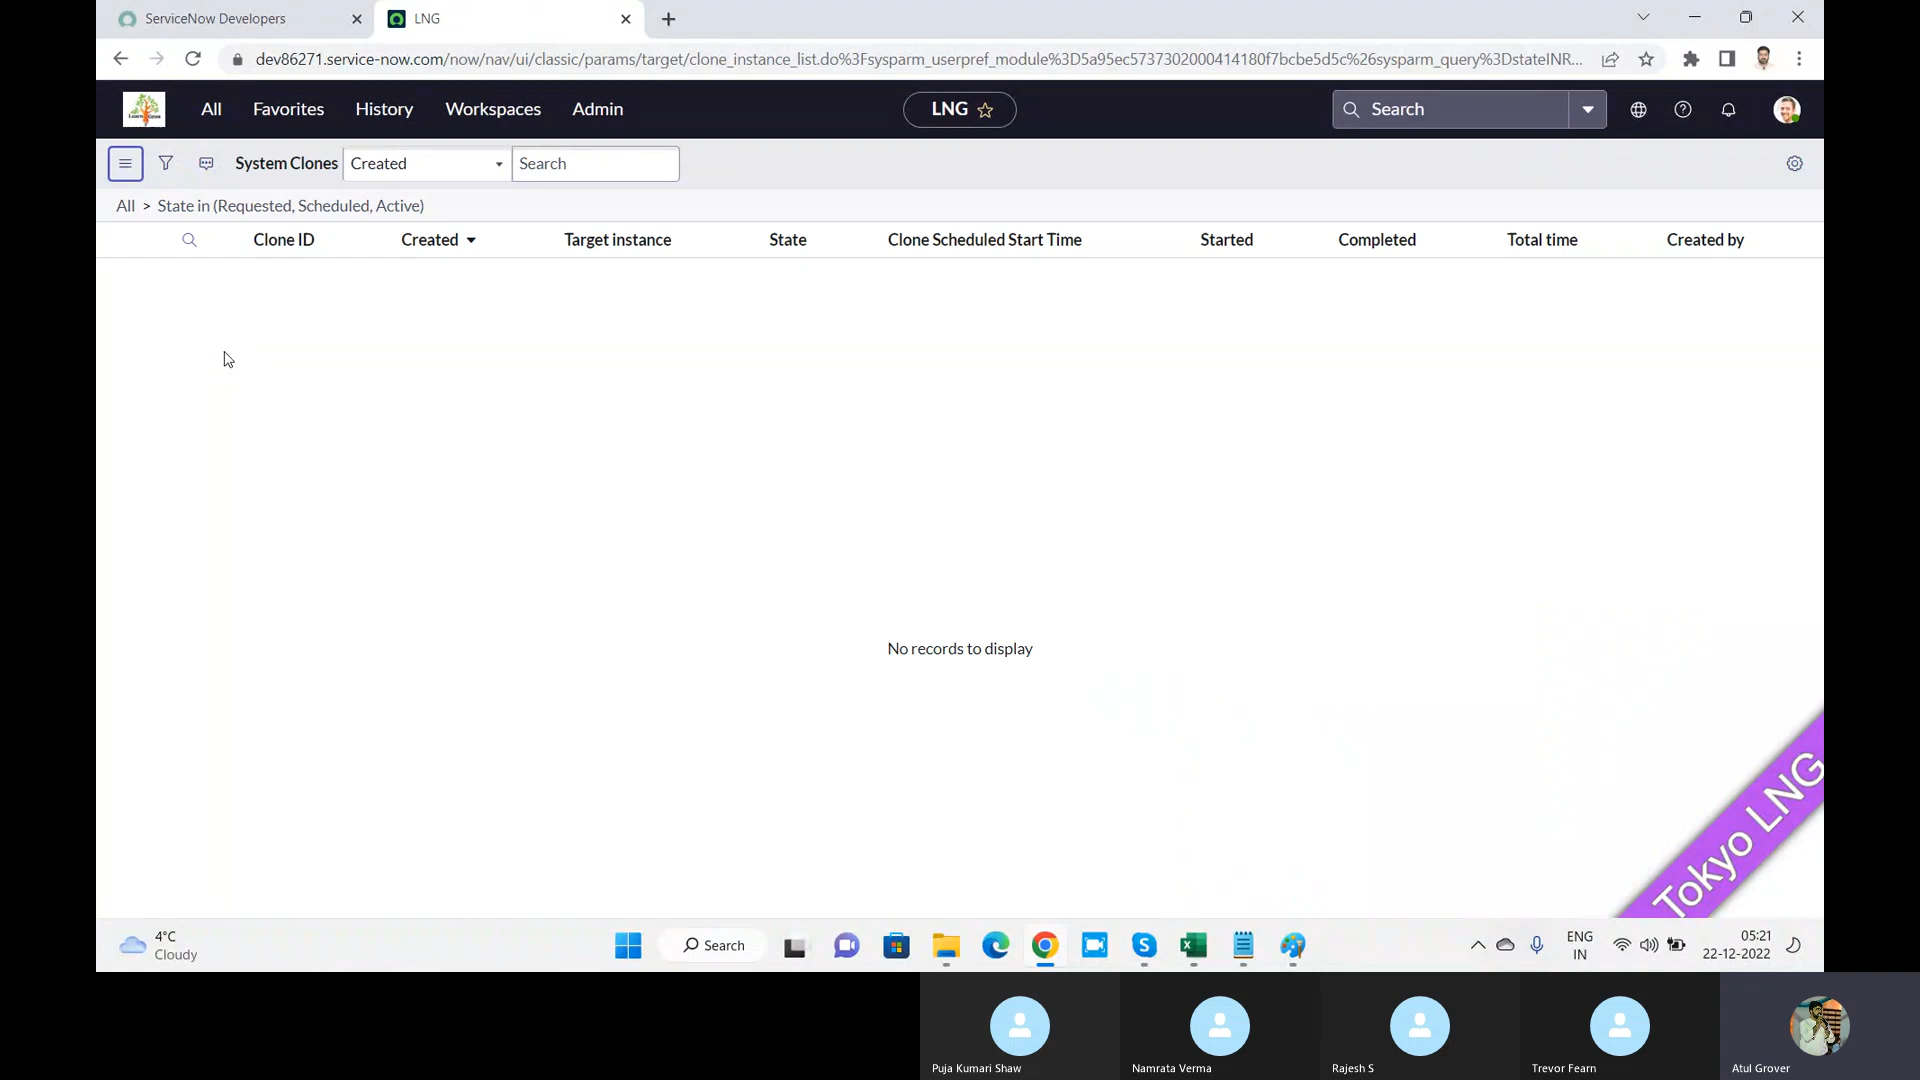 ServiceNow Developers
LNG
dev86271.service-now.com/now/nav/ui/classic/params/target/clone_instance_list.do%3Fsysparm_userpref_module%3D5a95ec5737302000414180f7bcbe5d5c%26sysparm_query%3DstateINR...
All Favorites History Workspaces Admin
LNG
Search
System Clones Created Search
All > State in (Requested, Scheduled, Active)
Clone ID Created Target instance State Clone Scheduled Start Time Started Completed Total time Created by
No records to display
Tokyo LNG
4°C
Cloudy
Search
ENG
IN
05:21
22-12-2022
Puja Kumari Shaw
Namrata Verma
Rajesh S
Trevor Fearn
Atul Grover